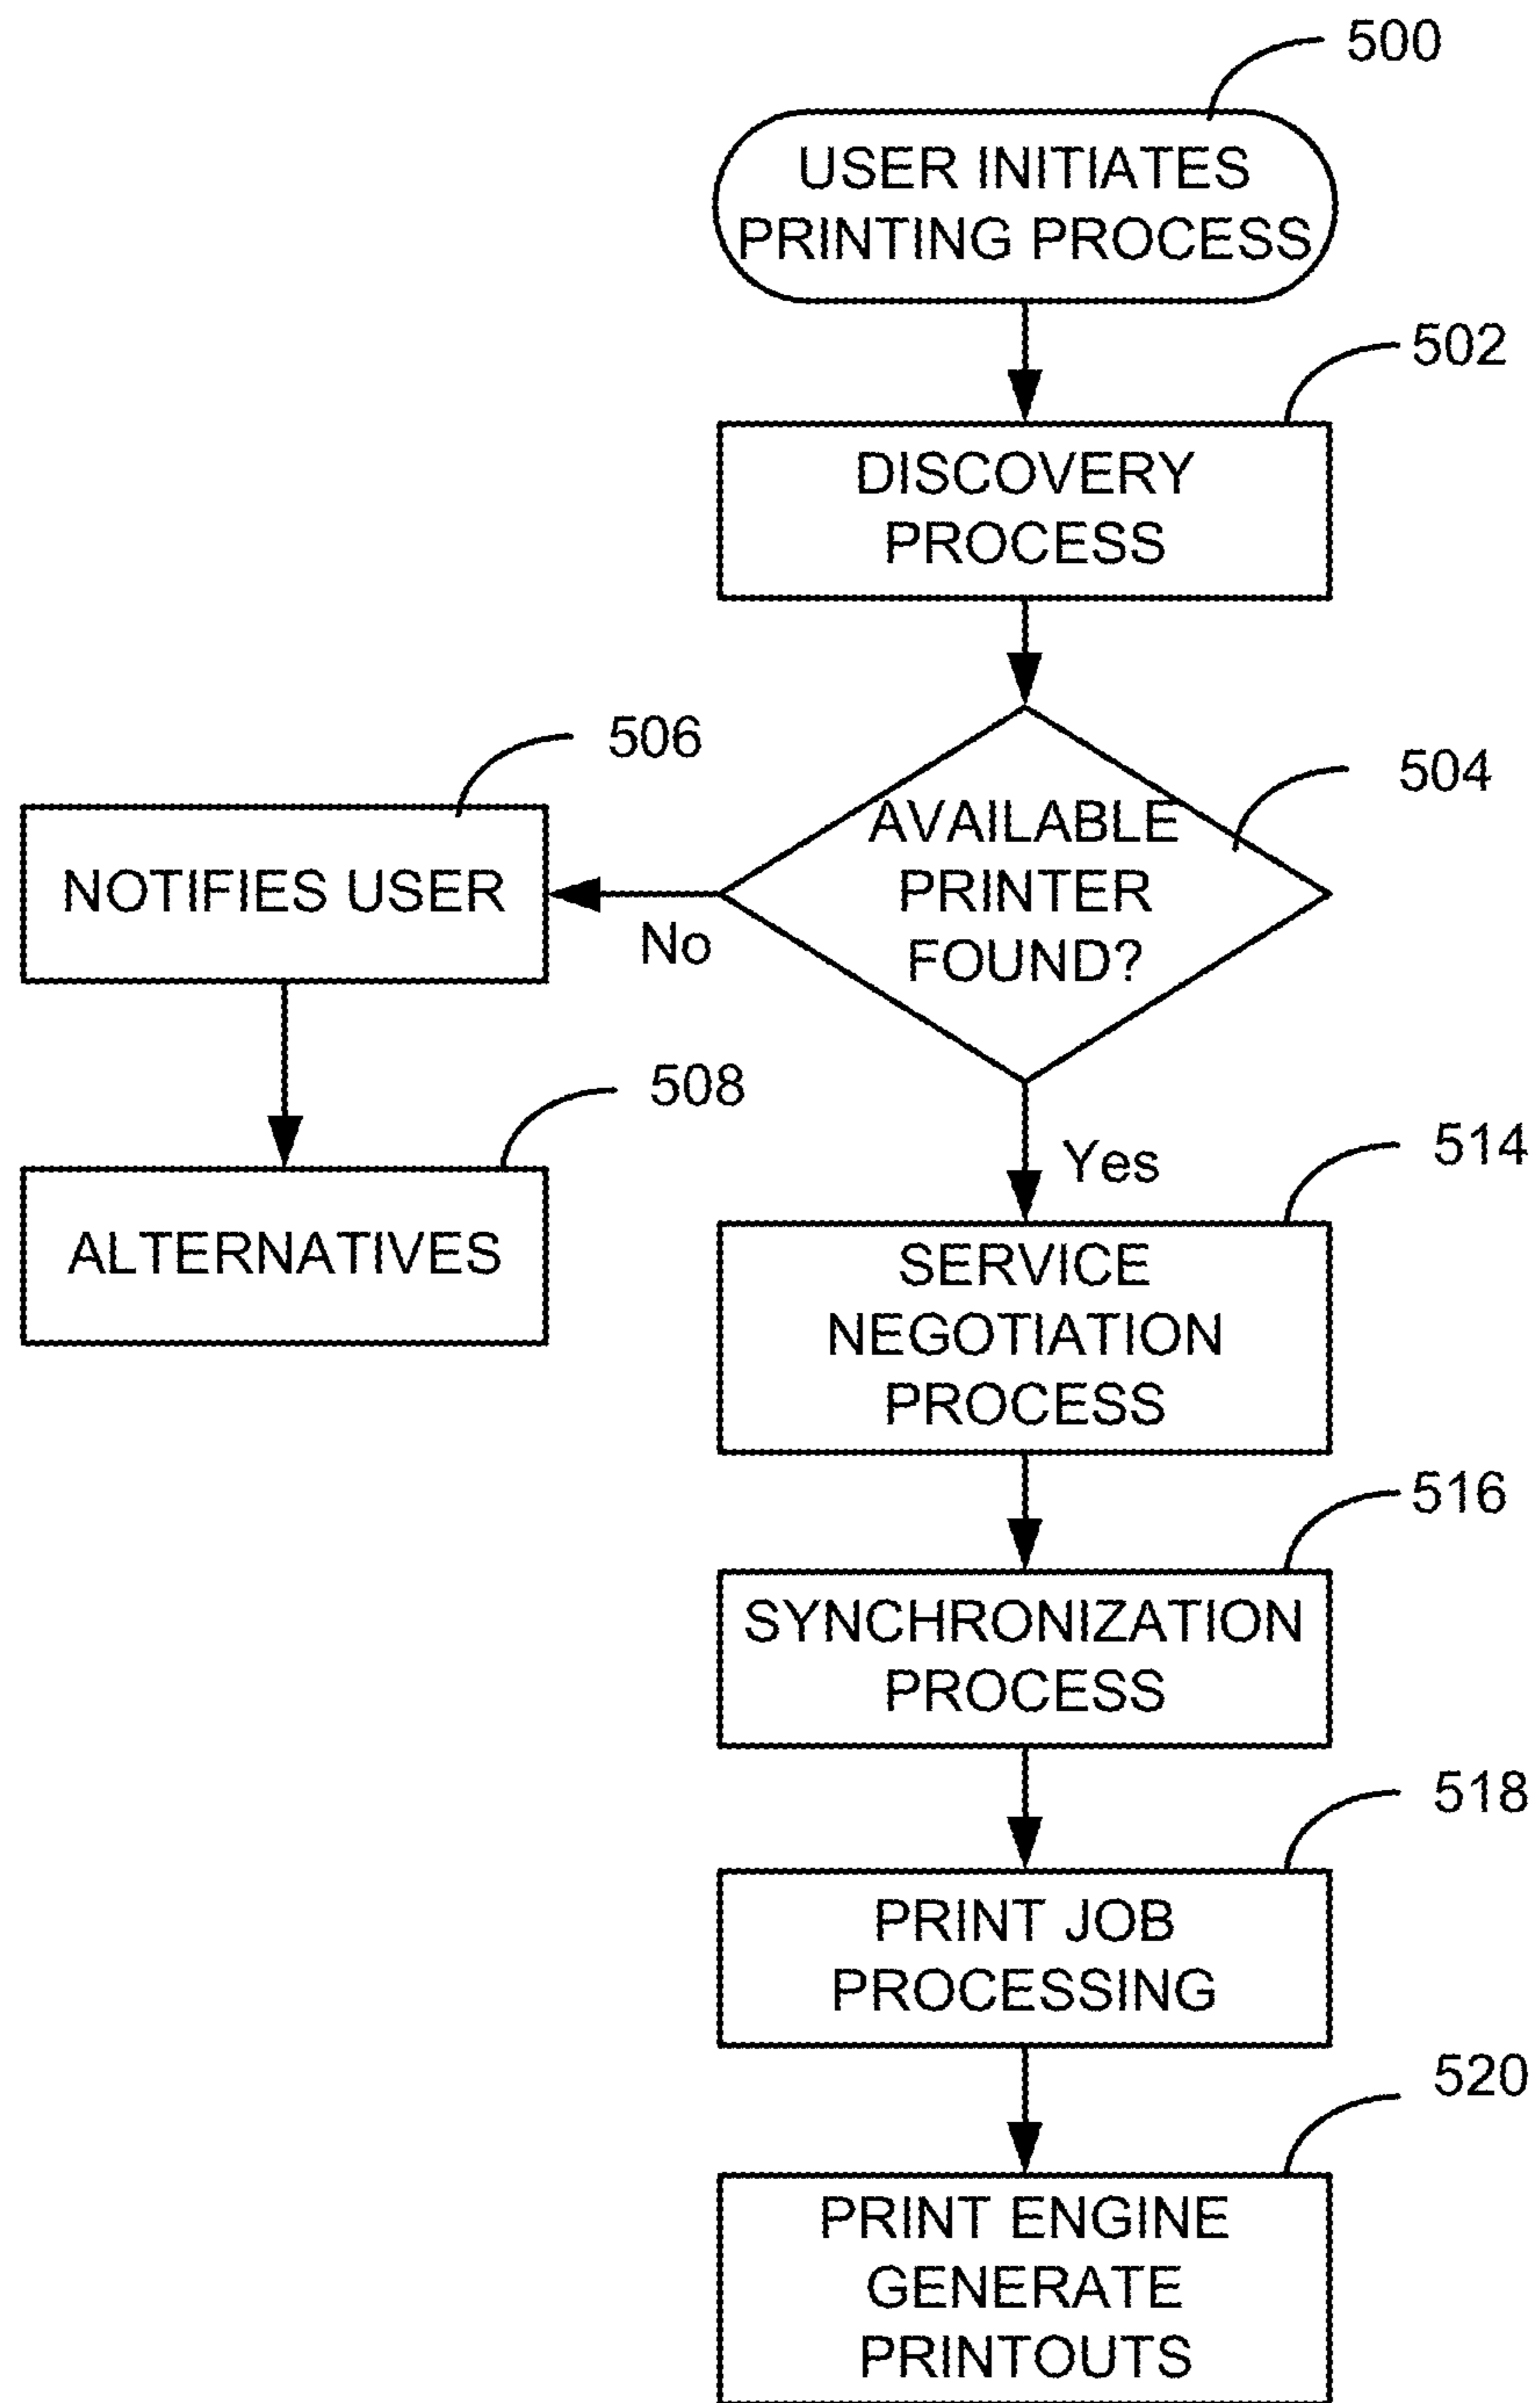 500
USER INITIATES
PRINTING PROCESS
502
DISCOVERY
PROCESS
504
AVAILABLE
PRINTER
FOUND?
No
506
NOTIFIES USER
508
ALTERNATIVES
Yes
514
SERVICE
NEGOTIATION
PROCESS
516
SYNCHRONIZATION
PROCESS
518
PRINT JOB
PROCESSING
520
PRINT ENGINE
GENERATE
PRINTOUTS